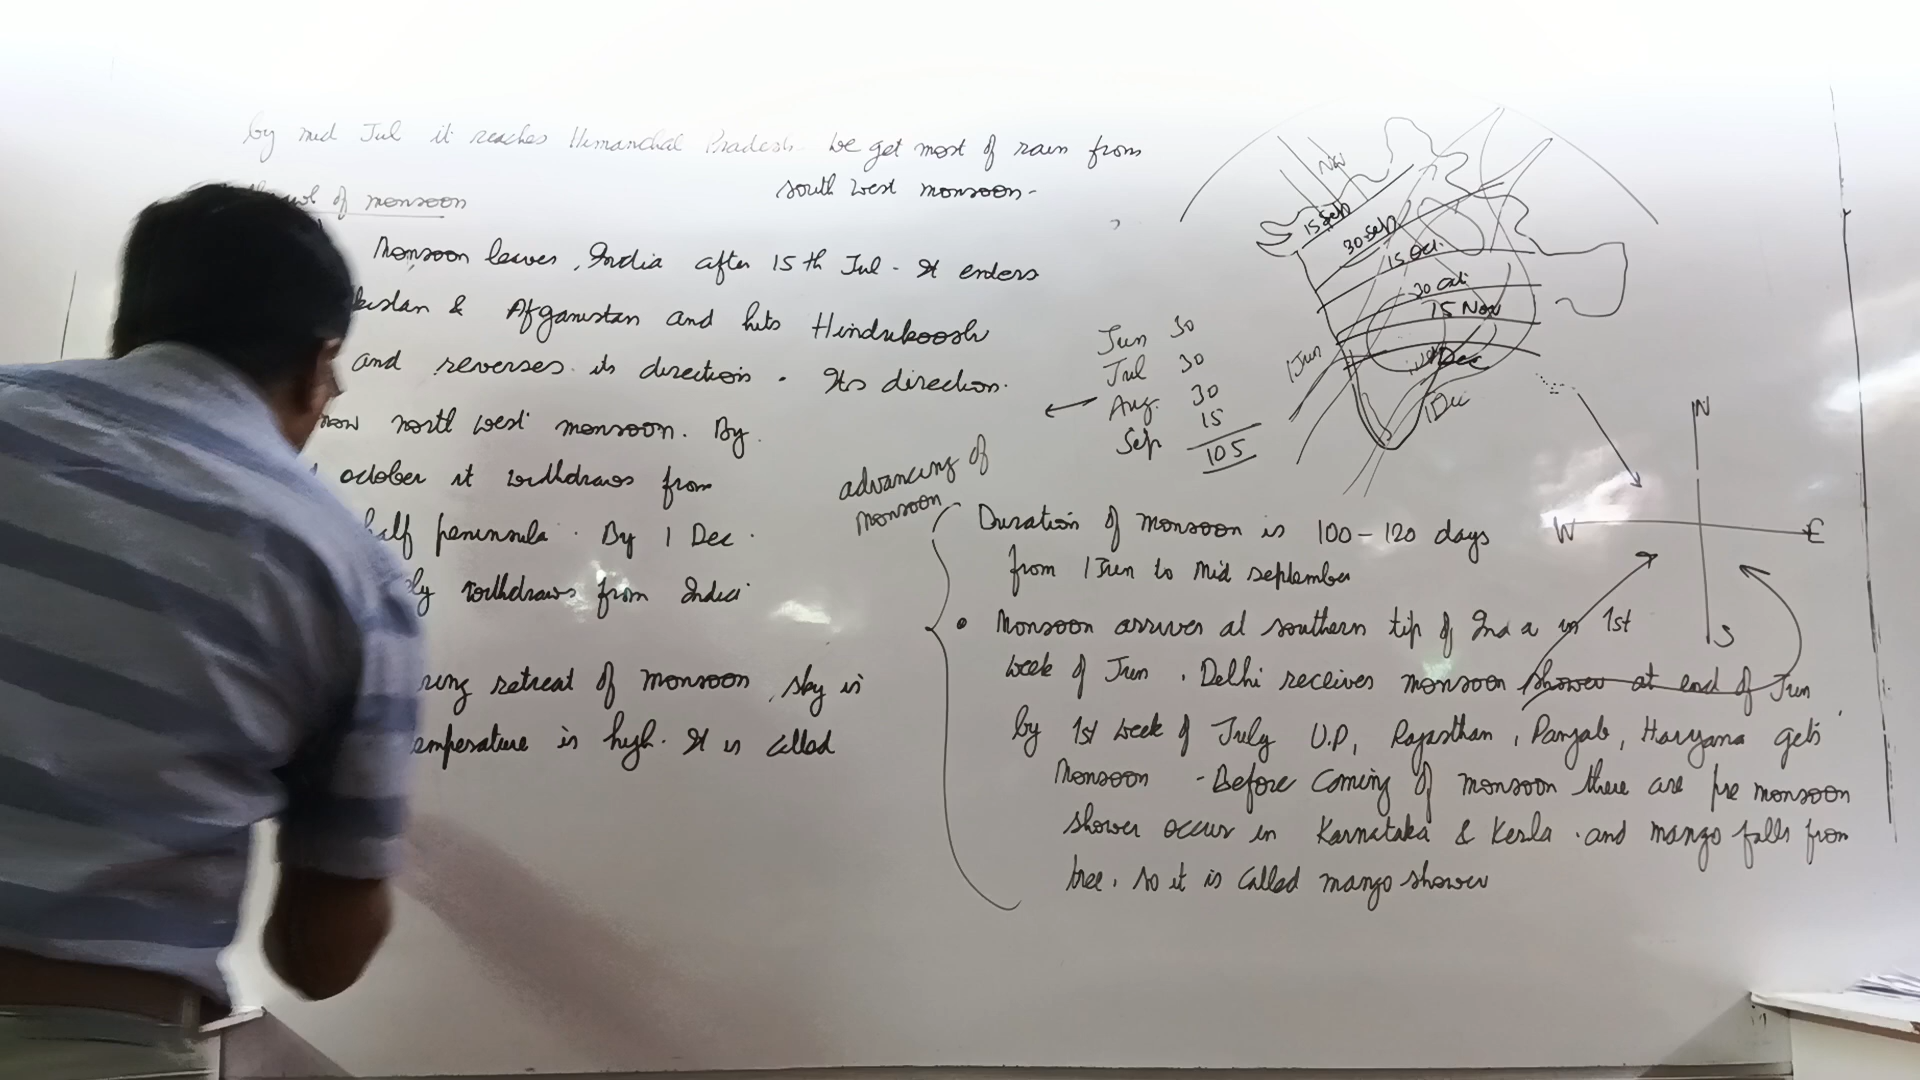 by mid Jul it reaches Himanchal Pradesh we get most of rain from
south west monsoon -
of monsoon
Monsoon leaves India after 15th Jul - It enders
& Afganistan and hits Hindukoosh
and reverses its direction. Its direction.
now north west monsoon. By
october it withdraws from
half peninsula. By 1 Dec.
withdraws from India
retreat of monsoon, sky is
temperature is high. It is called
Jun 30
Jul 30
Aug. 30
Sep 15
105
advancing of
monsoon
Duration of monsoon is 100-120 days
from 1 Jun to Mid september
• Monsoon arrives at southern tip of India in 1st
week of Jun. Delhi receives monsoon shower at end of Jun
by 1st week of July U.P, Rajasthan, Panjab, Haryana gets
Monsoon - Before coming of monsoon there are pre monsoon
shower occur in Karnataka & Kerla. and mango falls from
tree. so it is called mango shower
NW
15 Sep
30 Sep
15 Oct.
30 Oct
15 Nov
1 Jun
Dec
1 Dec
N
W
E
S